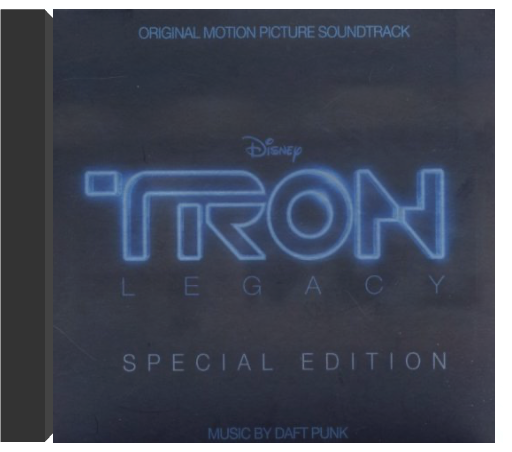 ORIGINAL MOTION PICTURE SOUNDTRACK
Disney
TRON
LEGACY
SPECIAL EDITION
MUSIC BY DAFT PUNK